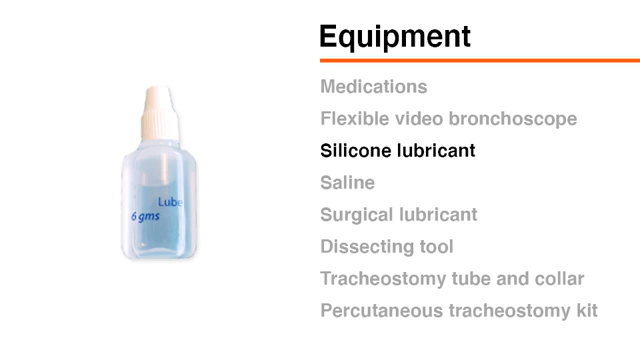 Equipment
Medications
Flexible video bronchoscope
Silicone lubricant
Saline
Surgical lubricant
Dissecting tool
Tracheostomy tube and collar
Percutaneous tracheostomy kit
Lube
6 gms